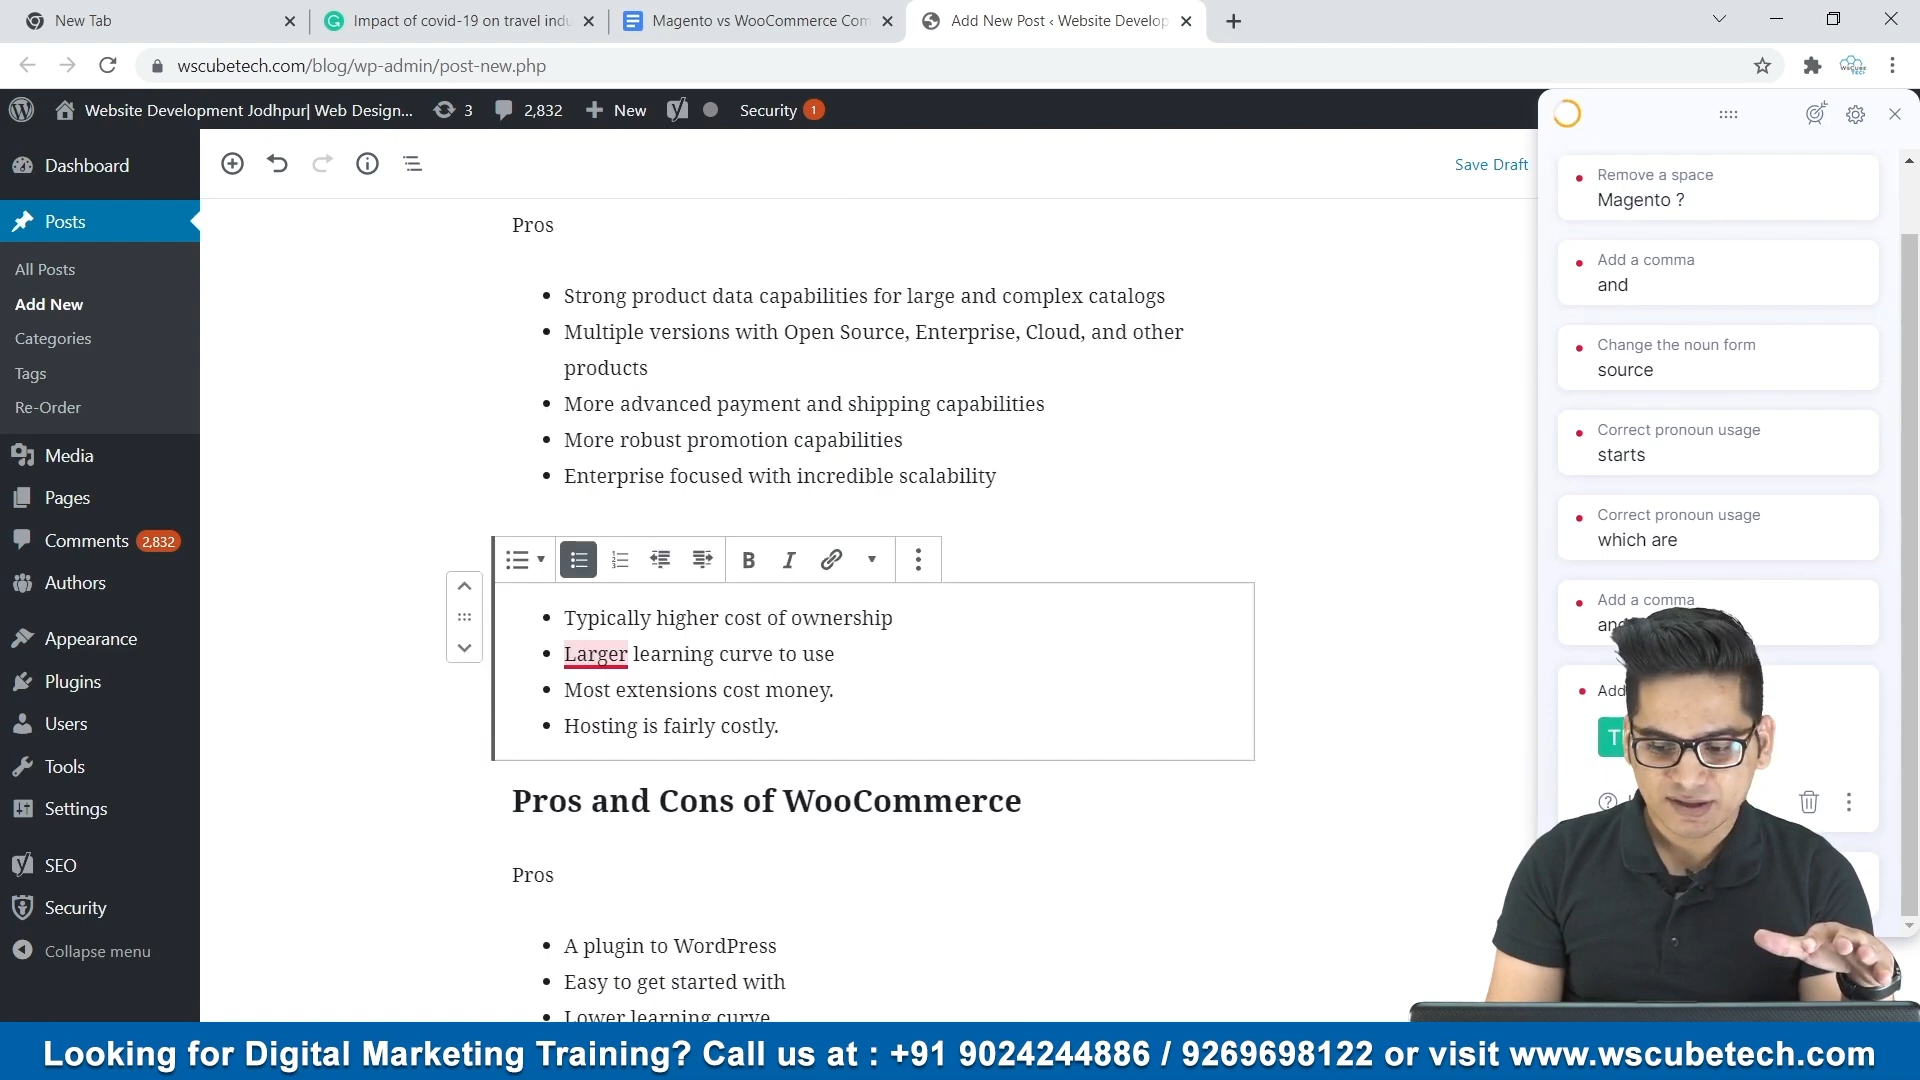 New Tab
Impact of covid-19 on travel indu
Magento vs WooCommerce Com
Add New Post ‹ Website Develop
wscubetech.com/blog/wp-admin/post-new.php
Website Development Jodhpur| Web Design...
3
2,832
New
Security
1
Dashboard
Posts
All Posts
Add New
Categories
Tags
Re-Order
Media
Pages
Comments 2,832
Authors
Appearance
Plugins
Users
Tools
Settings
SEO
Security
Collapse menu
Save Draft
Pros
Strong product data capabilities for large and complex catalogs
Multiple versions with Open Source, Enterprise, Cloud, and other
products
More advanced payment and shipping capabilities
More robust promotion capabilities
Enterprise focused with incredible scalability
B I
Typically higher cost of ownership
Larger learning curve to use
Most extensions cost money.
Hosting is fairly costly.
Pros and Cons of WooCommerce
Pros
A plugin to WordPress
Easy to get started with
Lower learning curve
Remove a space
Magento ?
Add a comma
and
Change the noun form
source
Correct pronoun usage
starts
Correct pronoun usage
which are
Add a comma
Add
Looking for Digital Marketing Training? Call us at : +91 9024244886 / 9269698122 or visit www.wscubetech.com